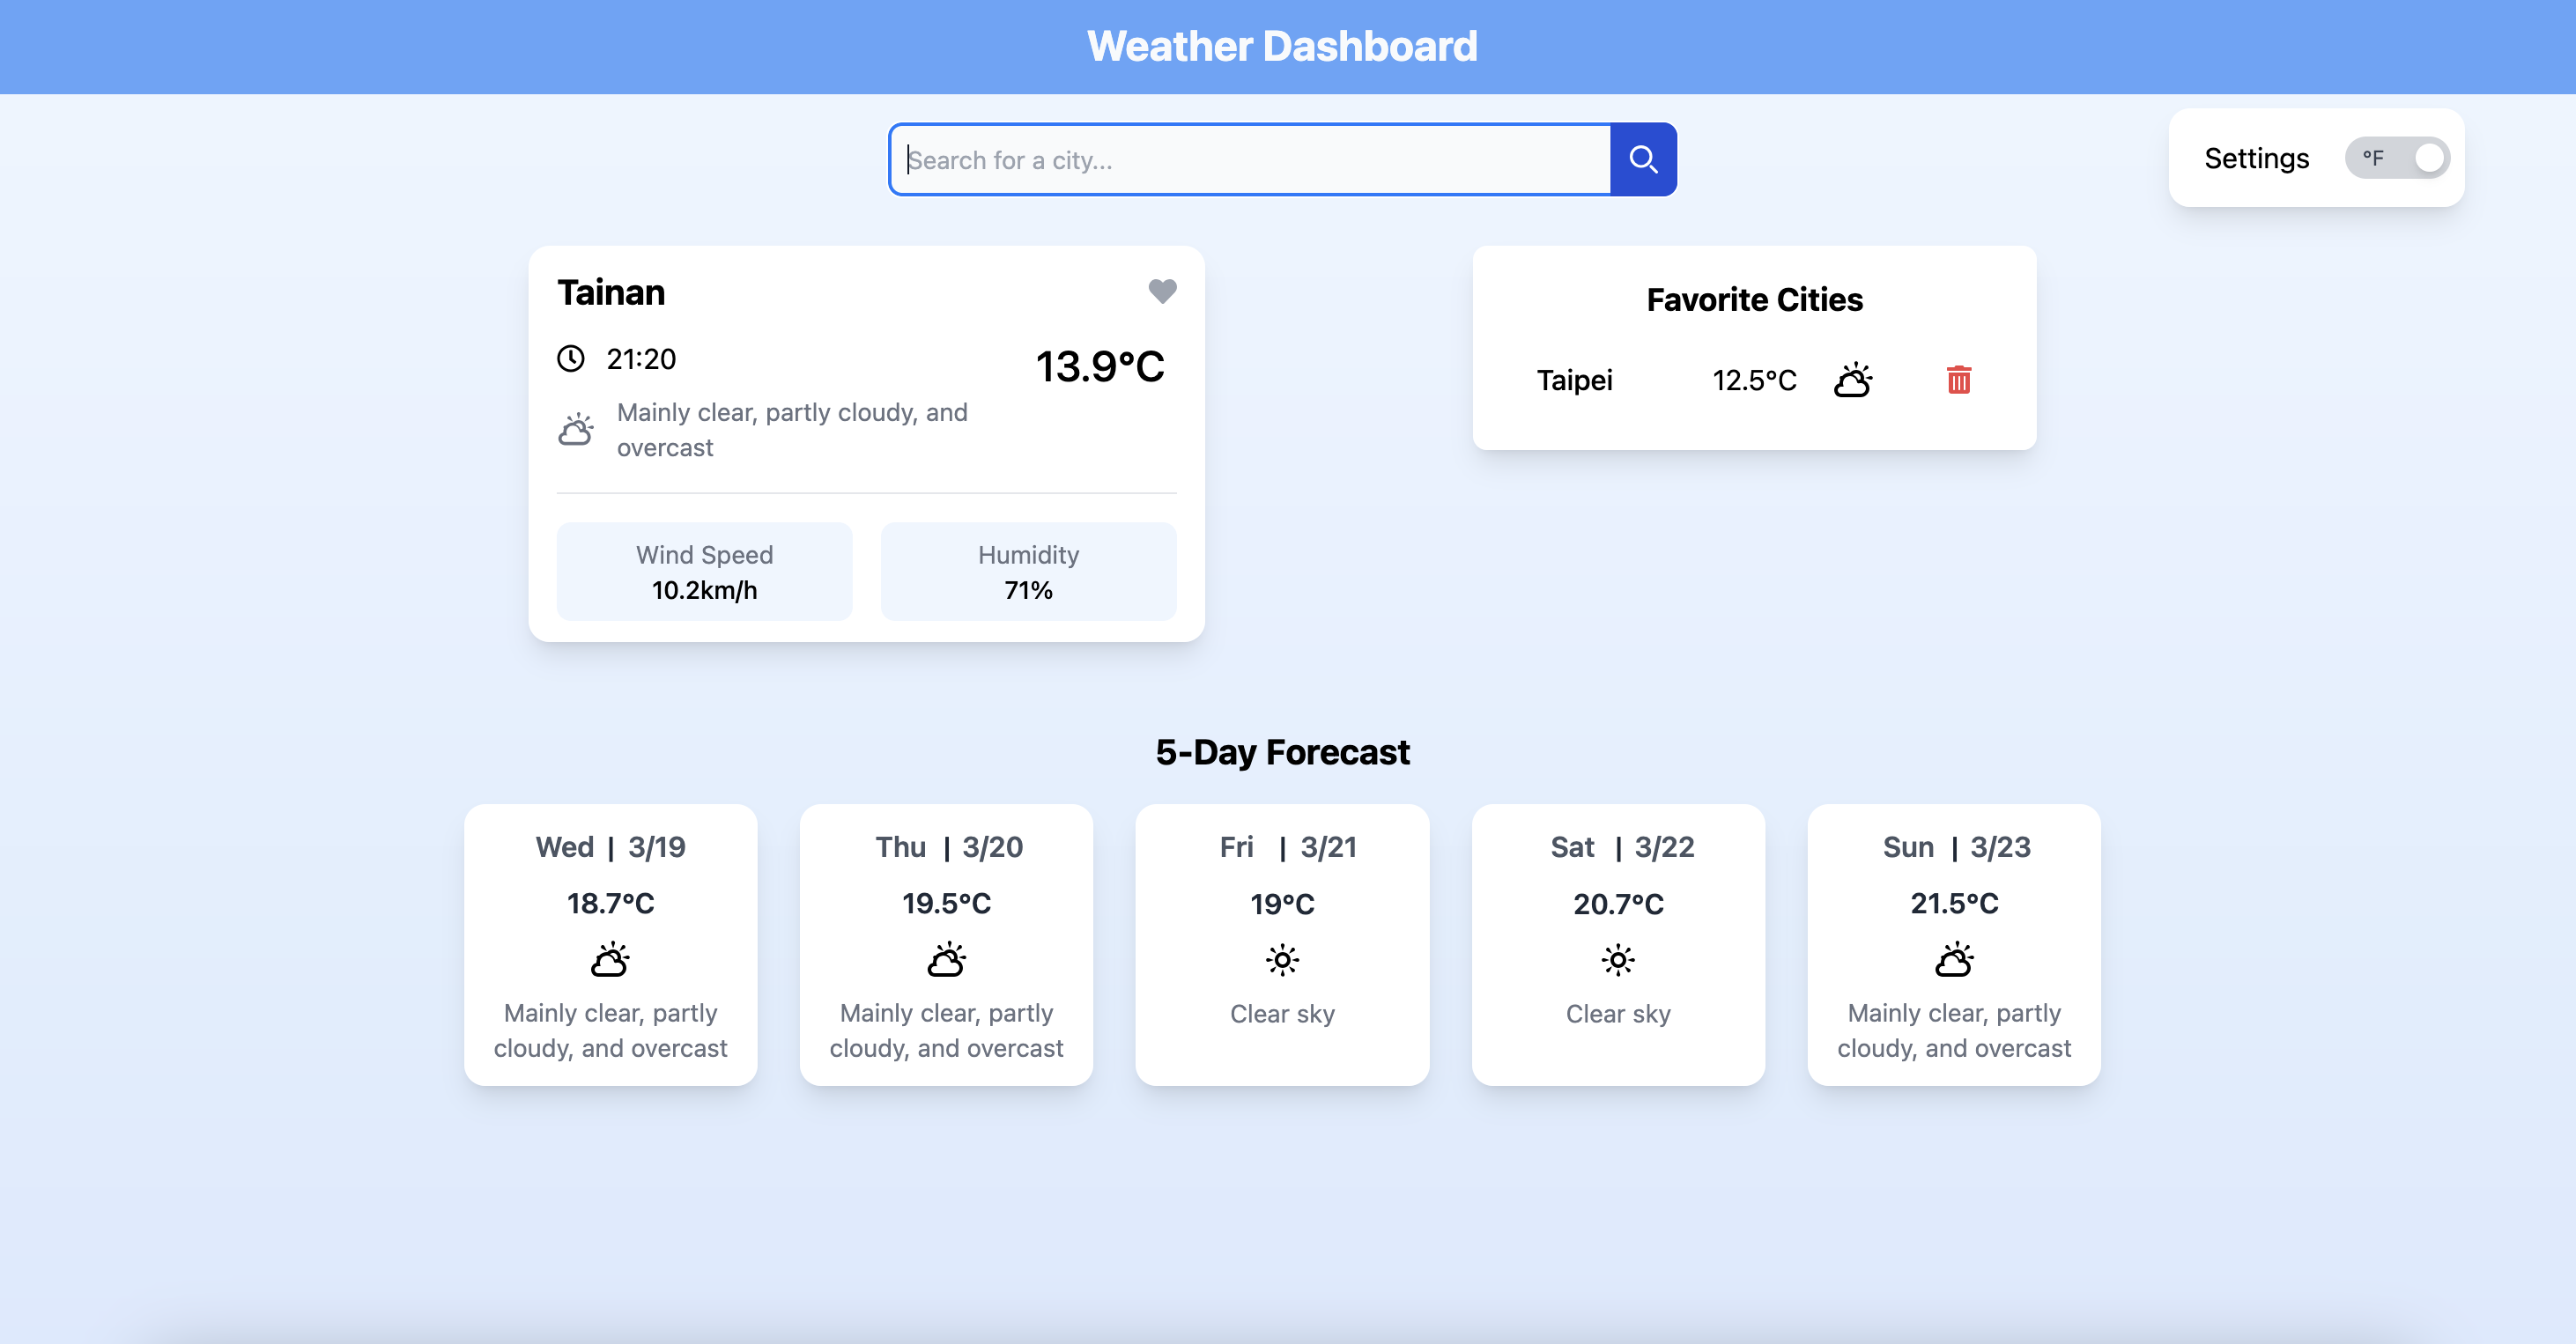 Weather Dashboard
Search for a city...
Settings
°F
Tainan
21:20
13.9°C
Mainly clear, partly cloudy, and
overcast
Wind Speed
10.2km/h
Humidity
71%
Favorite Cities
Taipei 12.5°C
5-Day Forecast
Wed | 3/19
18.7°C
Mainly clear, partly
cloudy, and overcast
Thu | 3/20
19.5°C
Mainly clear, partly
cloudy, and overcast
Fri | 3/21
19°C
Clear sky
Sat | 3/22
20.7°C
Clear sky
Sun | 3/23
21.5°C
Mainly clear, partly
cloudy, and overcast